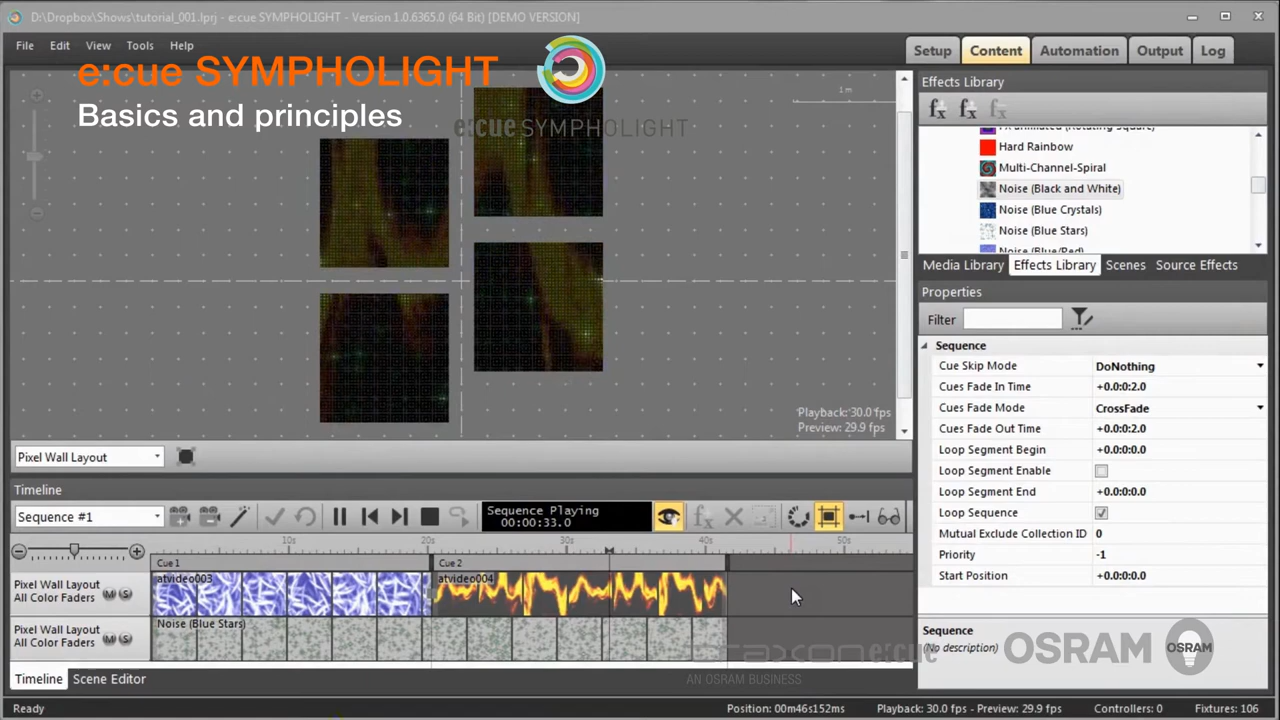 D:\Dropbox\Shows\tutorial_001.lprj - e:cue SYMPHOLIGHT - Version 1.0.6365.0 (64 Bit) [DEMO VERSION]
File Edit View Tools Help
Setup Content Automation Output Log
e:cue SYMPHOLIGHT
Basics and principles
e:cue SYMPHOLIGHT
1 m
Playback: 30.0 fps
Preview: 29.9 fps
Effects Library
FX animated (Rotating Square)
Hard Rainbow
Multi-Channel-Spiral
Noise (Black and White)
Noise (Blue Crystals)
Noise (Blue Stars)
Noise (Blue/Red)
Media Library Effects Library Scenes Source Effects
Properties
Filter
Sequence
Cue Skip Mode DoNothing
Cues Fade In Time +0.0:0:2.0
Cues Fade Mode CrossFade
Cues Fade Out Time +0.0:0:2.0
Loop Segment Begin +0.0:0:0.0
Loop Segment Enable
Loop Segment End +0.0:0:0.0
Loop Sequence
Mutual Exclude Collection ID 0
Priority -1
Start Position +0.0:0:0.0
Sequence
(No description)
Pixel Wall Layout
Timeline
Sequence #1
Sequence Playing
00:00:33.0
10s 20s 30s 40s 50s
Cue 1 Cue 2
Pixel Wall Layout
All Color Faders M S
atvideo003 atvideo004
Pixel Wall Layout
All Color Faders M S
Noise (Blue Stars)
traxon e:cue
AN OSRAM BUSINESS
OSRAM
OSRAM
Timeline Scene Editor
Ready Position: 00m46s152ms Playback: 30.0 fps - Preview: 29.9 fps Controllers: 0 Fixtures: 106